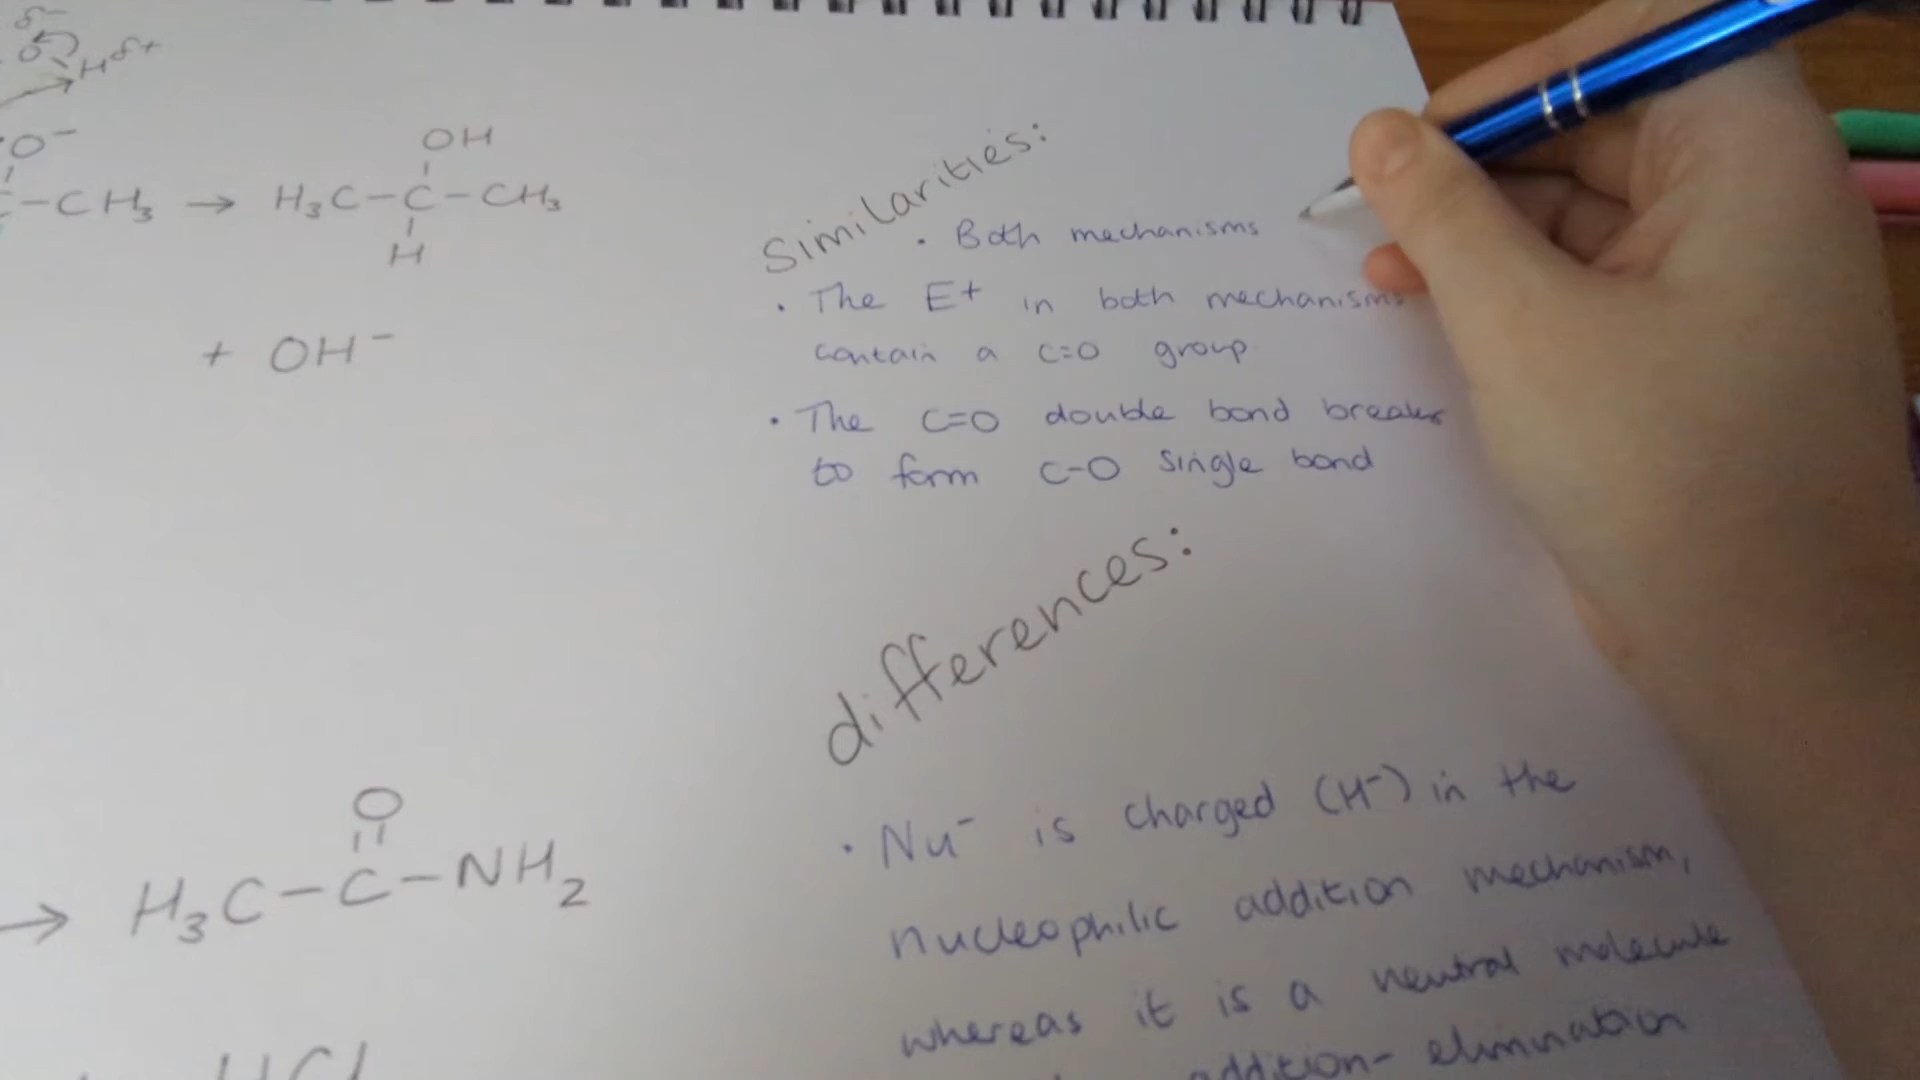 δ-
δ
H δ+
O-
OH
C-CH3 → H3C-C-CH3
H
+ OH-
Similarities:
· Both mechanisms
· The E+ in both mechanisms
contain a C=O group
· The C=O double bond breaks
to form C-O single bond
differences:
· Nu- is charged (H-) in the
nucleophilic addition mechanism,
whereas it is a neutral molecule
addition-elimination
O
→ H3C-C-NH2
HCl